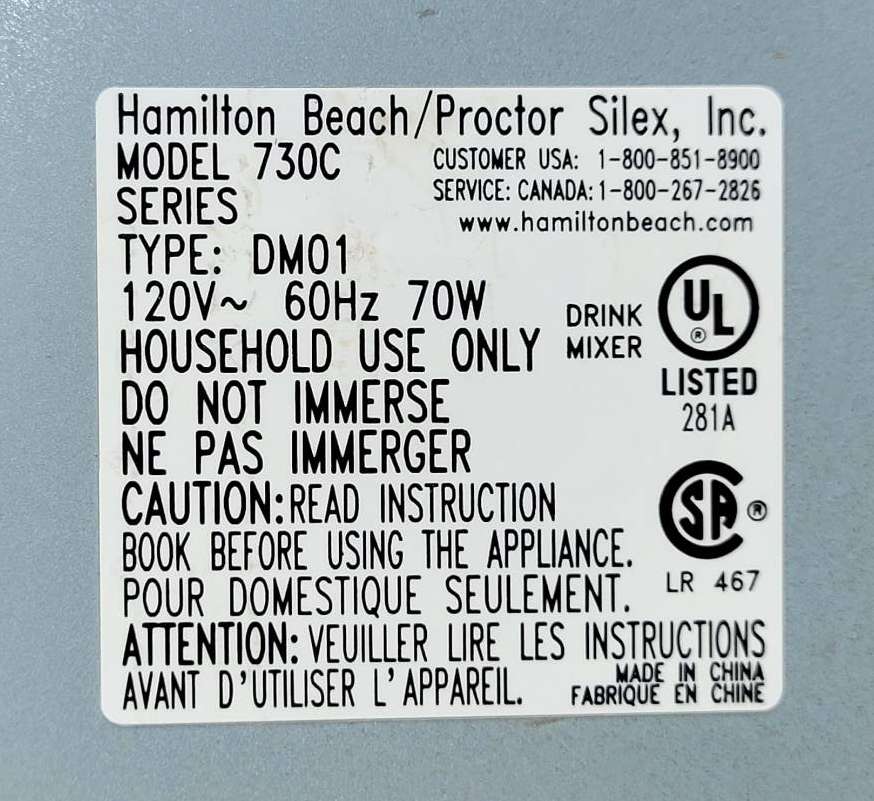 Hamilton Beach/Proctor Silex, Inc.
MODEL 730C
SERIES
CUSTOMER USA: 1-800-851-8900
SERVICE: CANADA: 1-800-267-2826
www.hamiltonbeach.com
TYPE: DM01
120V~ 60Hz 70W
HOUSEHOLD USE ONLY
DO NOT IMMERSE
NE PAS IMMERGER
DRINK
MIXER
UL
®
LISTED
281A
CAUTION: READ INSTRUCTION
BOOK BEFORE USING THE APPLIANCE.
POUR DOMESTIQUE SEULEMENT.
SA ®
LR 467
ATTENTION: VEUILLER LIRE LES INSTRUCTIONS
AVANT D'UTILISER L'APPAREIL.
MADE IN CHINA
FABRIQUE EN CHINE